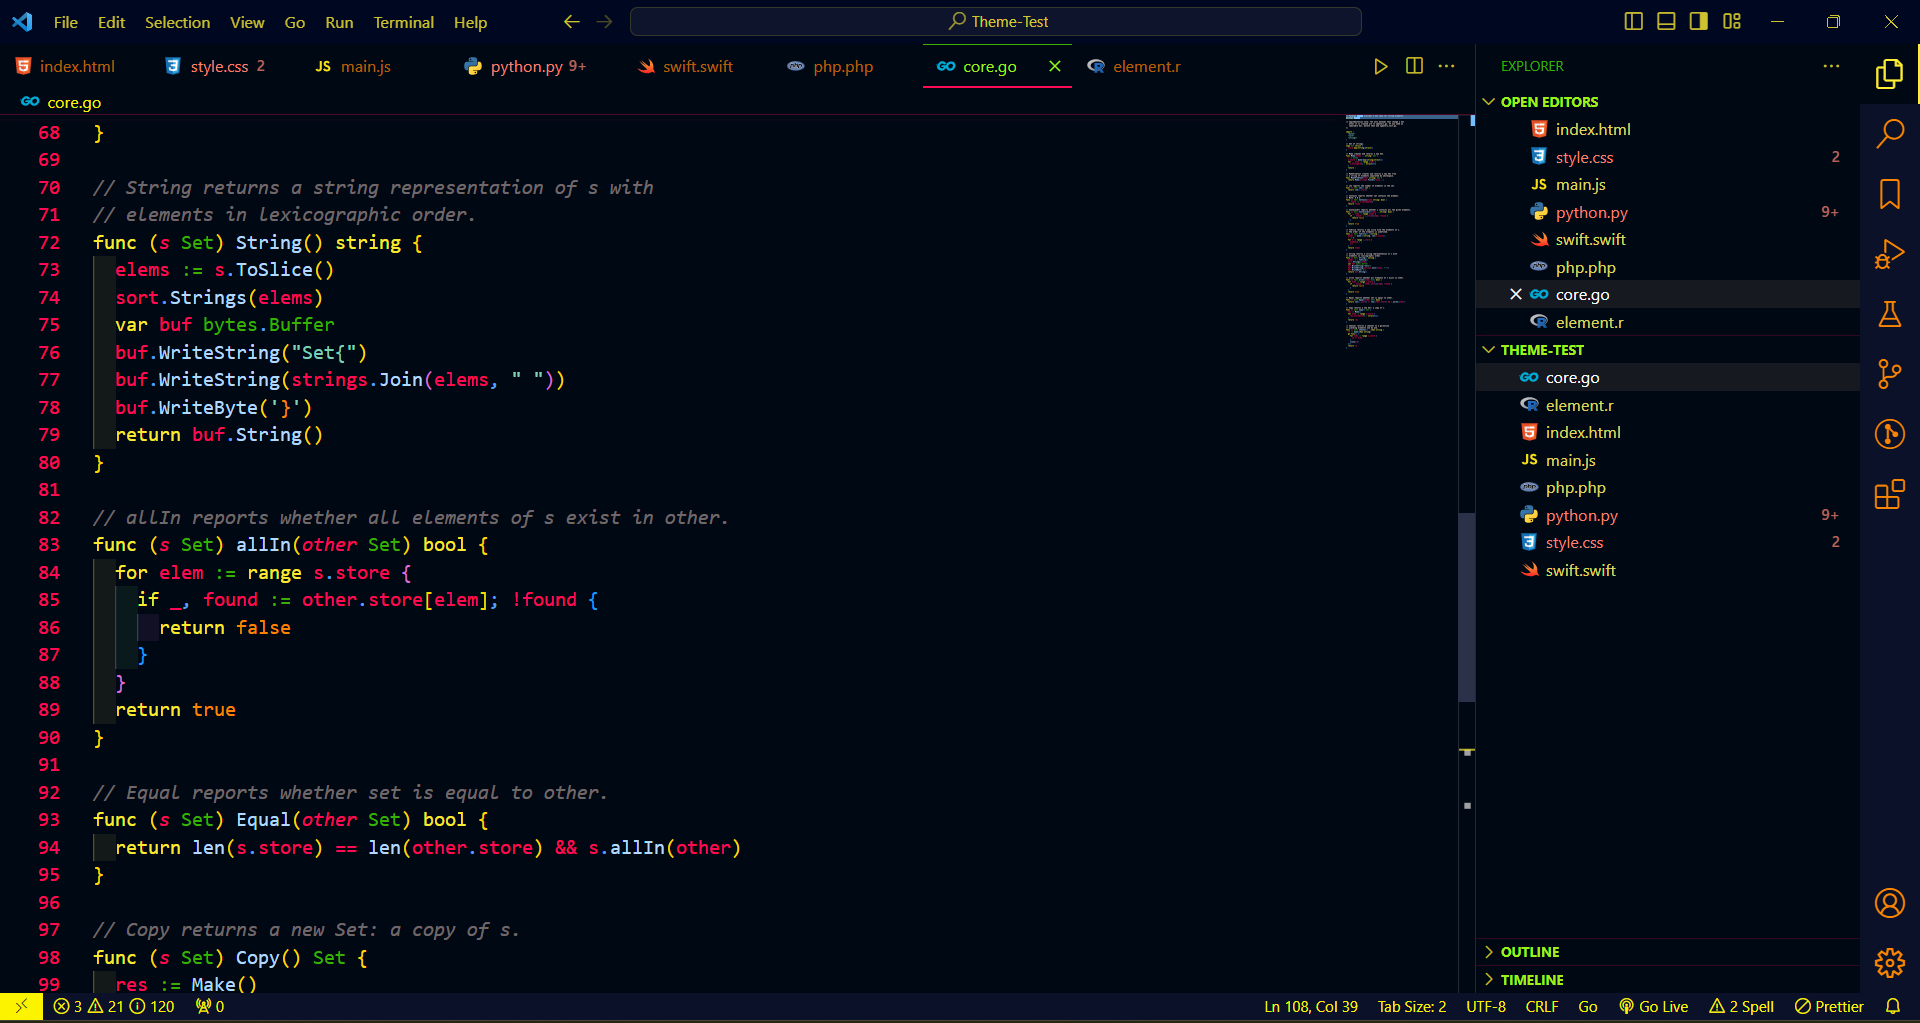 File Edit Selection View Go Run Terminal Help
Theme-Test
index.html
style.css 2
JS main.js
python.py 9+
swift.swift
php php.php
GO core.go
R element.r
GO core.go
68 }
69
70 // String returns a string representation of s with
71 // elements in lexicographic order.
72 func (s Set) String() string {
73 elems := s.ToSlice()
74 sort.Strings(elems)
75 var buf bytes.Buffer
76 buf.WriteString("Set{")
77 buf.WriteString(strings.Join(elems, " "))
78 buf.WriteByte('}')
79 return buf.String()
80 }
81
82 // allIn reports whether all elements of s exist in other.
83 func (s Set) allIn(other Set) bool {
84 for elem := range s.store {
85 if _, found := other.store[elem]; !found {
86 return false
87 }
88 }
89 return true
90 }
91
92 // Equal reports whether set is equal to other.
93 func (s Set) Equal(other Set) bool {
94 return len(s.store) == len(other.store) && s.allIn(other)
95 }
96
97 // Copy returns a new Set: a copy of s.
98 func (s Set) Copy() Set {
99 res := Make()
EXPLORER
OPEN EDITORS
index.html
style.css 2
JS main.js
python.py 9+
swift.swift
php php.php
GO core.go
R element.r
THEME-TEST
GO core.go
R element.r
index.html
JS main.js
php php.php
python.py 9+
style.css 2
swift.swift
OUTLINE
TIMELINE
3 21 120 0
Ln 108, Col 39 Tab Size: 2 UTF-8 CRLF Go Go Live 2 Spell Prettier